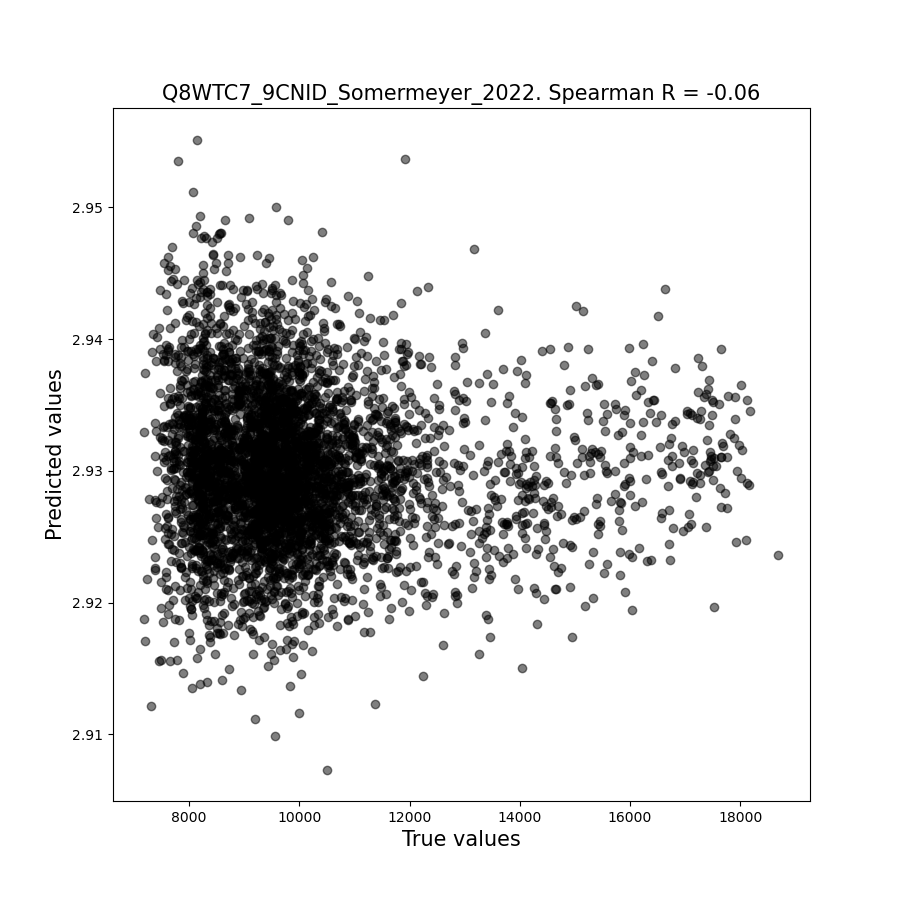 Q8WTC7_9CNID_Somermeyer_2022. Spearman R = -0.06
Predicted values
2.95
2.94
2.93
2.92
2.91
8000 10000 12000 14000 16000 18000
True values